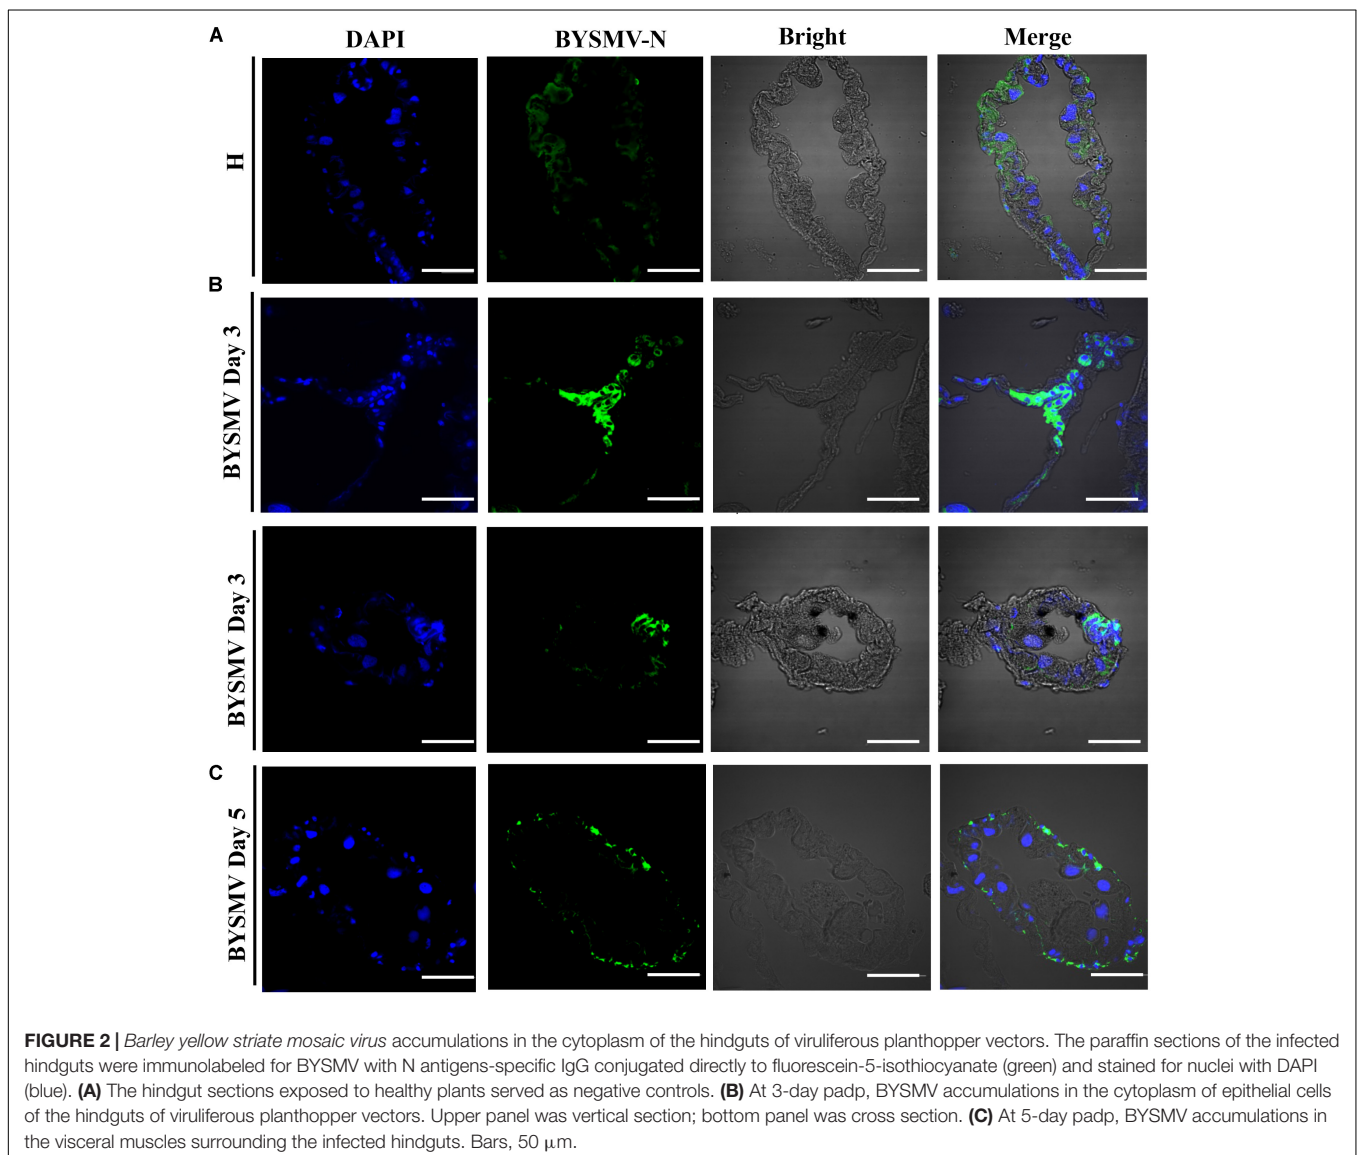 A
DAPI BYSMV-N Bright Merge
H
B
BYSMV Day 3
BYSMV Day 3
C
BYSMV Day 5
FIGURE 2 | Barley yellow striate mosaic virus accumulations in the cytoplasm of the hindguts of viruliferous planthopper vectors. The paraffin sections of the infected
hindguts were immunolabeled for BYSMV with N antigens-specific IgG conjugated directly to fluorescein-5-isothiocyanate (green) and stained for nuclei with DAPI
(blue). (A) The hindgut sections exposed to healthy plants served as negative controls. (B) At 3-day padp, BYSMV accumulations in the cytoplasm of epithelial cells
of the hindguts of viruliferous planthopper vectors. Upper panel was vertical section; bottom panel was cross section. (C) At 5-day padp, BYSMV accumulations in
the visceral muscles surrounding the infected hindguts. Bars, 50 μm.